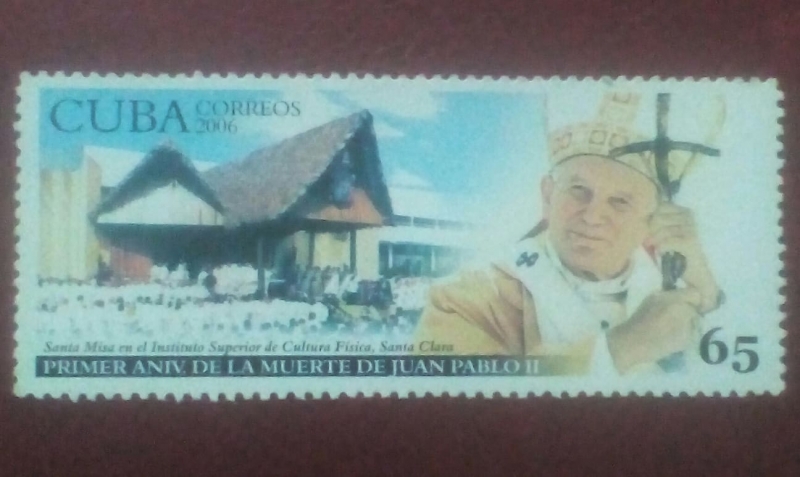 CUBA CORREOS
2006
Santa Misa en el Instituto Superior de Cultura Física, Santa Clara
PRIMER ANIV. DE LA MUERTE DE JUAN PABLO II
65